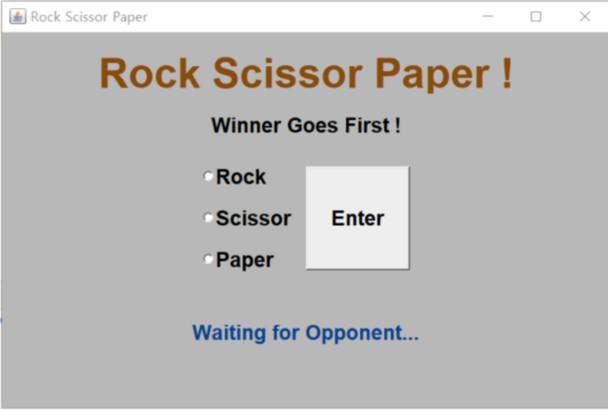 Rock Scissor Paper
Rock Scissor Paper !
Winner Goes First !
Rock
Scissor
Enter
Paper
Waiting for Opponent...